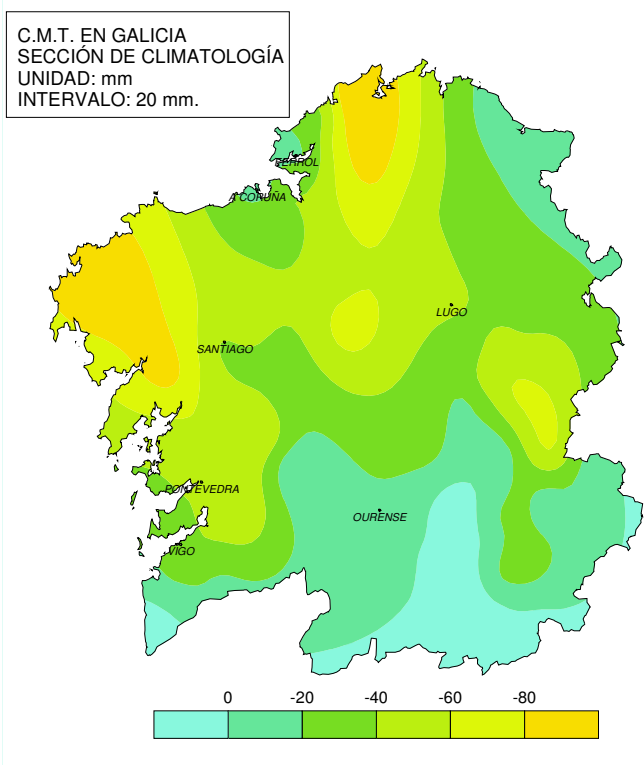 C.M.T. EN GALICIA
SECCIÓN DE CLIMATOLOGÍA
UNIDAD: mm
INTERVALO: 20 mm.
FERROL
A CORUÑA
LUGO
SANTIAGO
PONTEVEDRA
OURENSE
VIGO
0 -20 -40 -60 -80